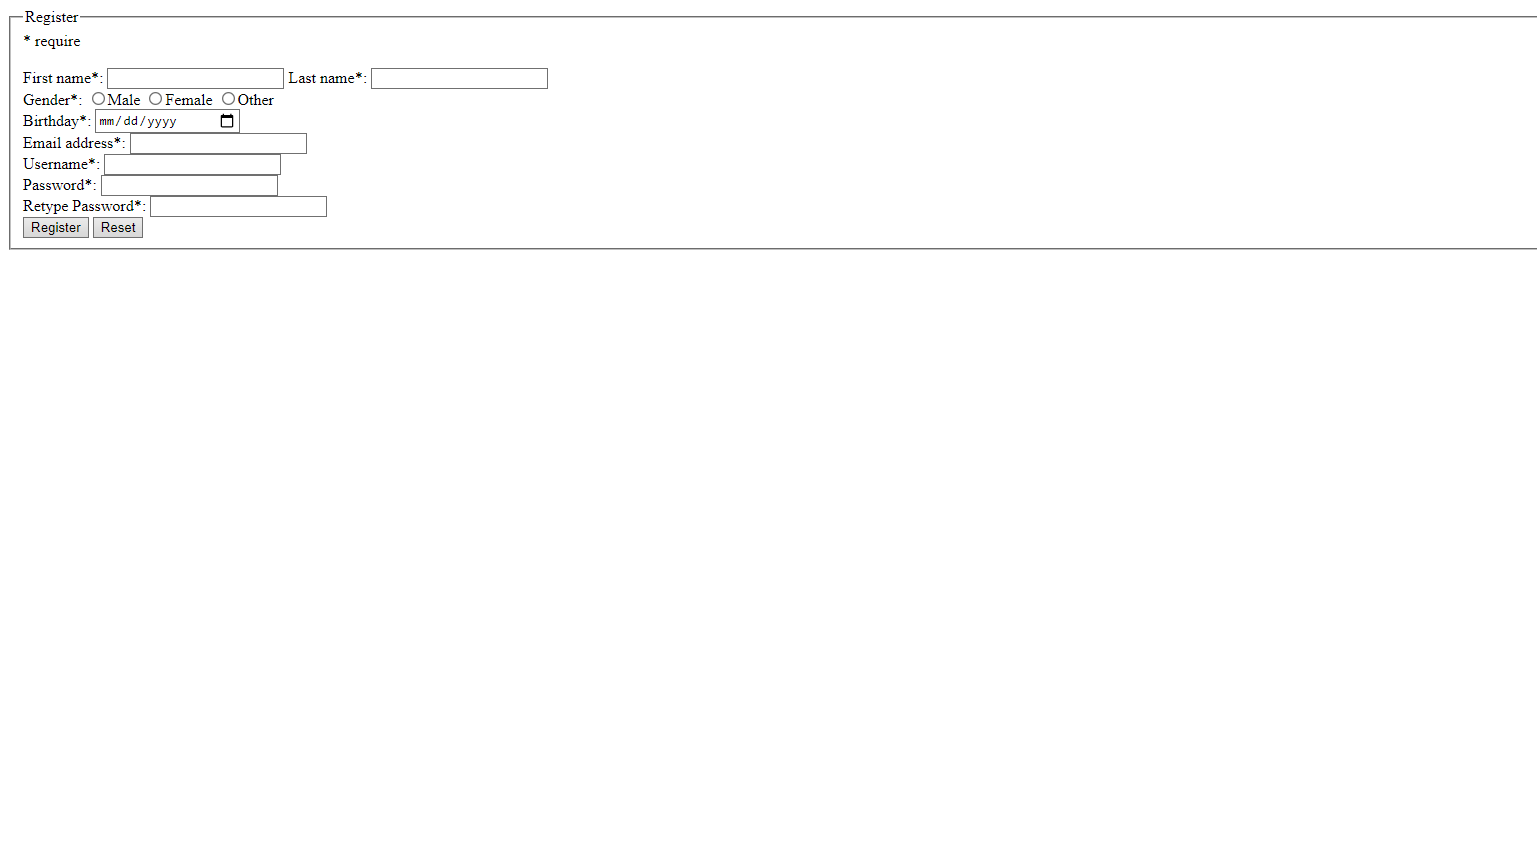 Register
* require
First name*: Last name*:
Gender*: Male Female Other
Birthday*: mm/dd/yyyy
Email address*:
Username*:
Password*:
Retype Password*:
Register Reset